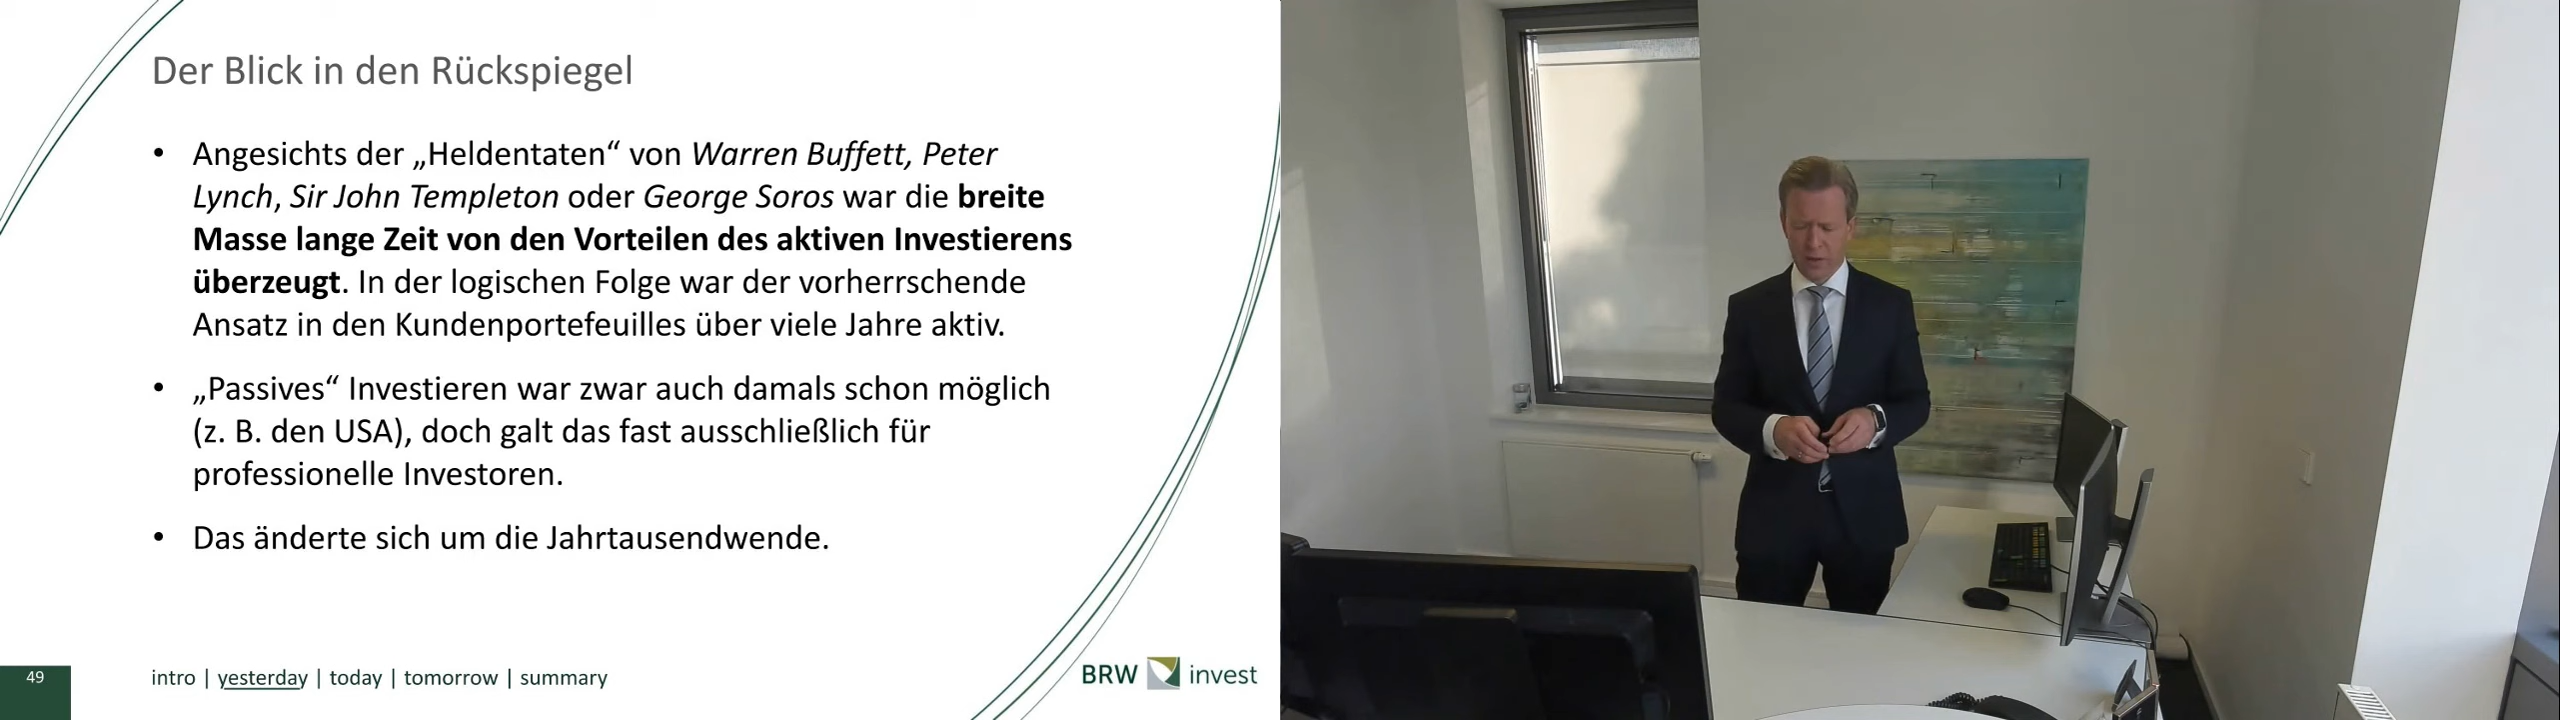 Der Blick in den Rückspiegel
• Angesichts der „Heldentaten“ von Warren Buffett, Peter
Lynch, Sir John Templeton oder George Soros war die breite
Masse lange Zeit von den Vorteilen des aktiven Investierens
überzeugt. In der logischen Folge war der vorherrschende
Ansatz in den Kundenportefeuilles über viele Jahre aktiv.
• „Passives“ Investieren war zwar auch damals schon möglich
(z. B. den USA), doch galt das fast ausschließlich für
professionelle Investoren.
• Das änderte sich um die Jahrtausendwende.
49
intro | yesterday | today | tomorrow | summary
BRW invest